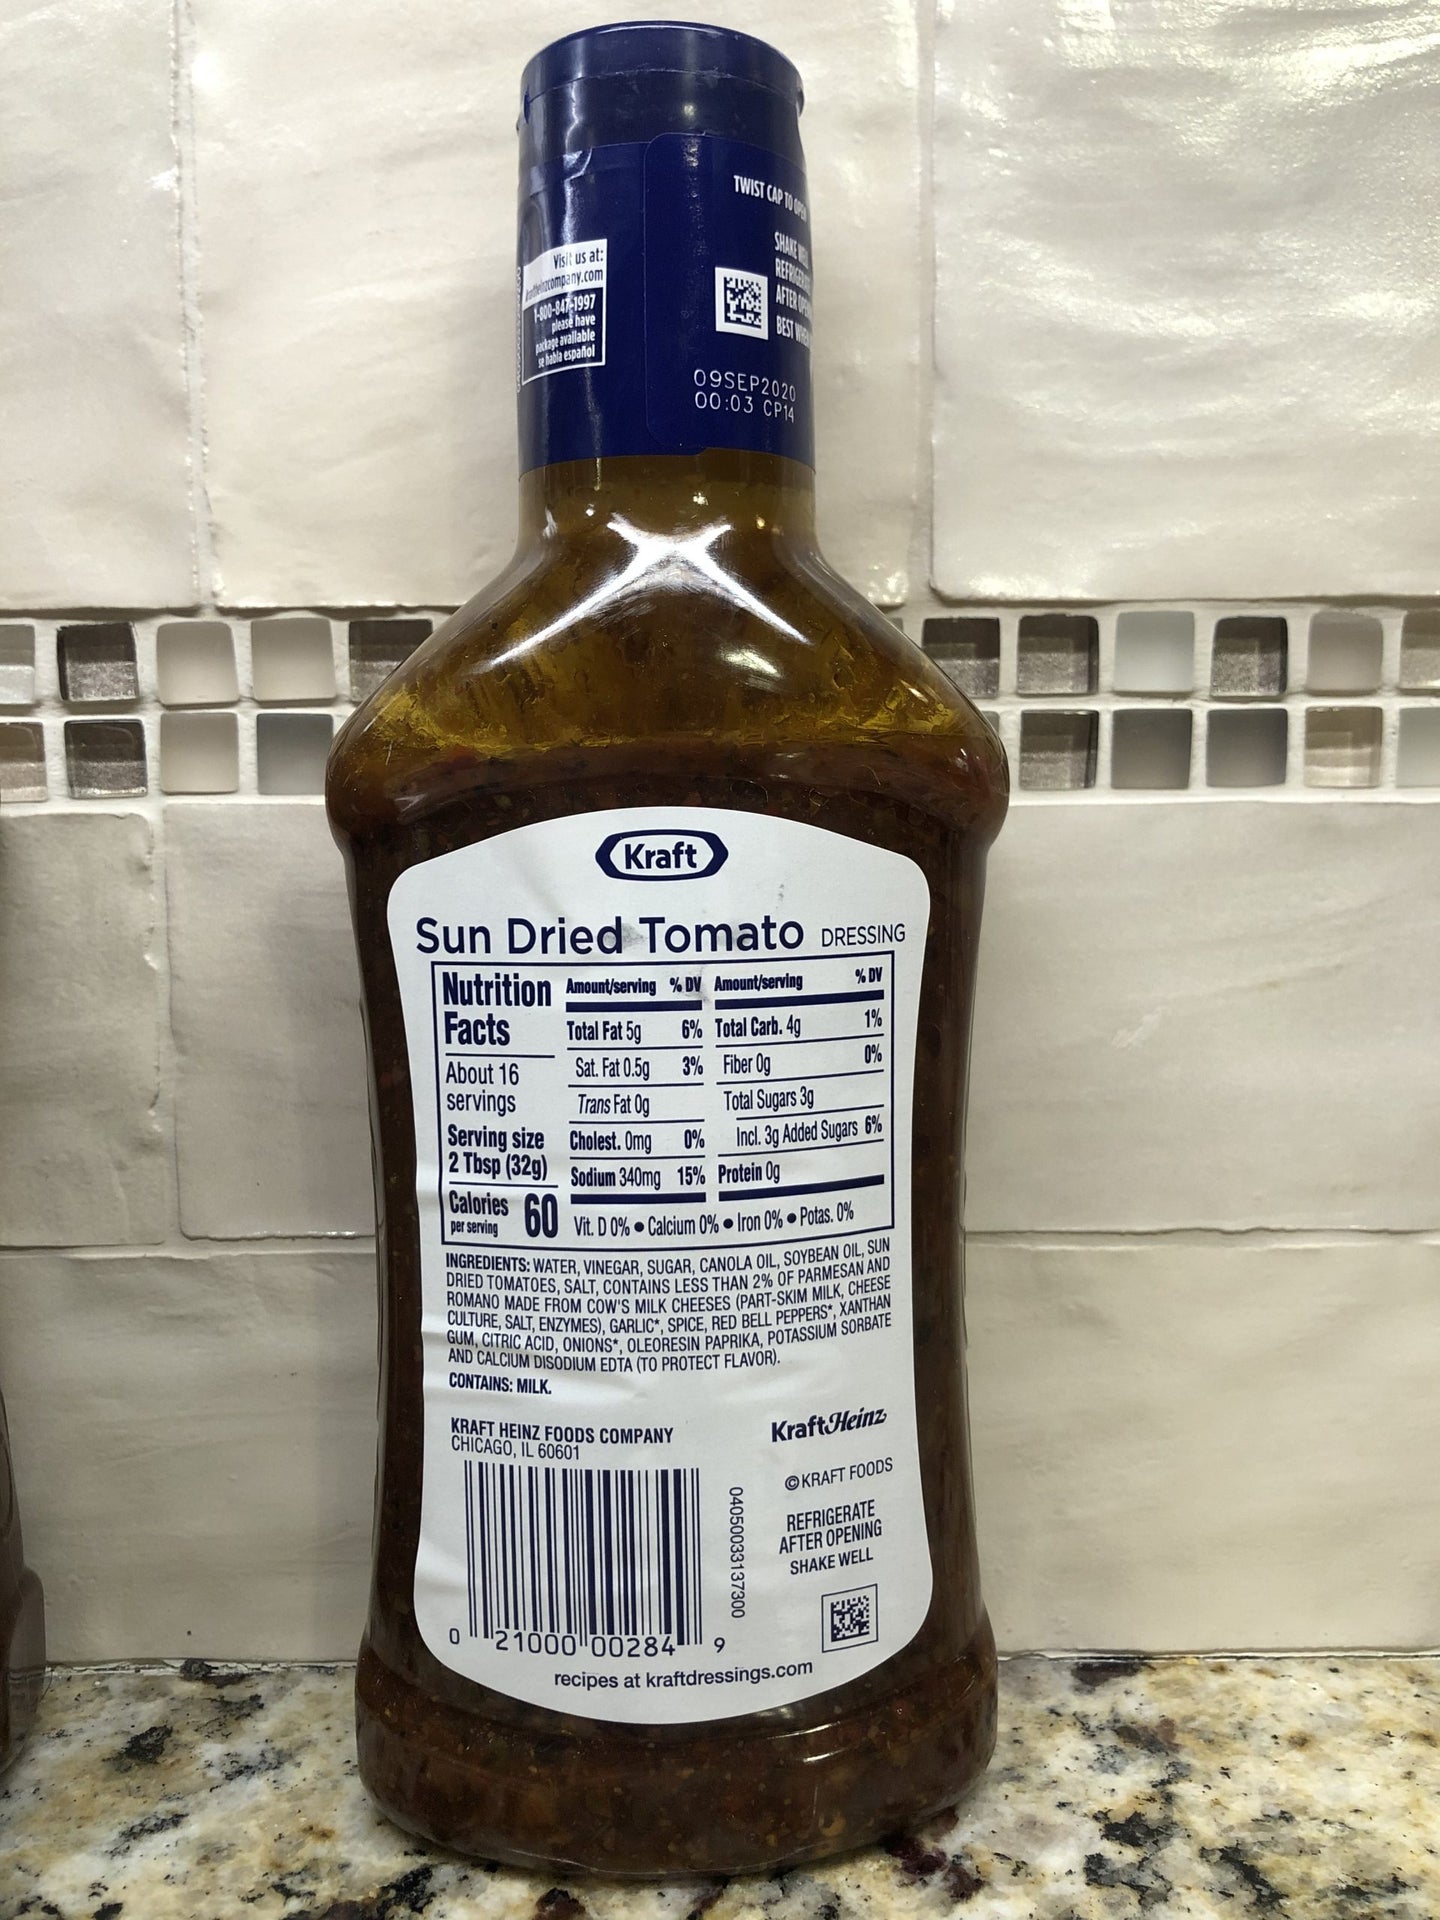 TWIST CAP TO OPEN
SHAKE
AFTER
BEST
09SEP2020
00:03 CP14
Visit us at:
1-800-847-1997
please have
package available
se habla español
Kraft
Sun Dried Tomato DRESSING
Nutrition
Facts
About 16
servings
Serving size
2 Tbsp (32g)
Calories
per serving
60
Amount/serving % DV
Total Fat 5g 6%
Sat. Fat 0.5g 3%
Trans Fat 0g
Cholest. 0mg 0%
Sodium 340mg 15%
Amount/serving % DV
Total Carb. 4g 1%
Fiber 0g 0%
Total Sugars 3g
Incl. 3g Added Sugars 6%
Protein 0g
Vit. D 0% ● Calcium 0% ● Iron 0% ● Potas. 0%
INGREDIENTS: WATER, VINEGAR, SUGAR, CANOLA OIL, SOYBEAN OIL, SUN
DRIED TOMATOES, SALT, CONTAINS LESS THAN 2% OF PARMESAN AND
ROMANO MADE FROM COW'S MILK CHEESES (PART-SKIM MILK, CHEESE
CULTURE, SALT, ENZYMES), GARLIC*, SPICE, RED BELL PEPPERS*, XANTHAN
GUM, CITRIC ACID, ONIONS*, OLEORESIN PAPRIKA, POTASSIUM SORBATE
AND CALCIUM DISODIUM EDTA (TO PROTECT FLAVOR).
CONTAINS: MILK.
KRAFT HEINZ FOODS COMPANY
CHICAGO, IL 60601
KraftHeinz
© KRAFT FOODS
REFRIGERATE
AFTER OPENING
SHAKE WELL
04050033137300
0 21000 00284 9
recipes at kraftdressings.com